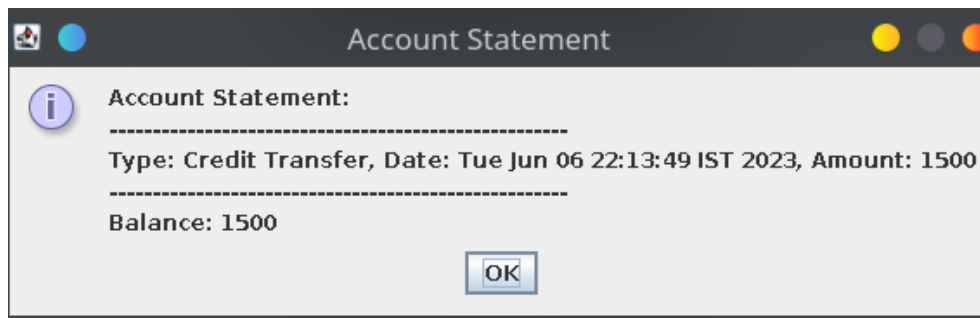 Account Statement
Account Statement:
----------------------------------------------------
Type: Credit Transfer, Date: Tue Jun 06 22:13:49 IST 2023, Amount: 1500
----------------------------------------------------
Balance: 1500
OK